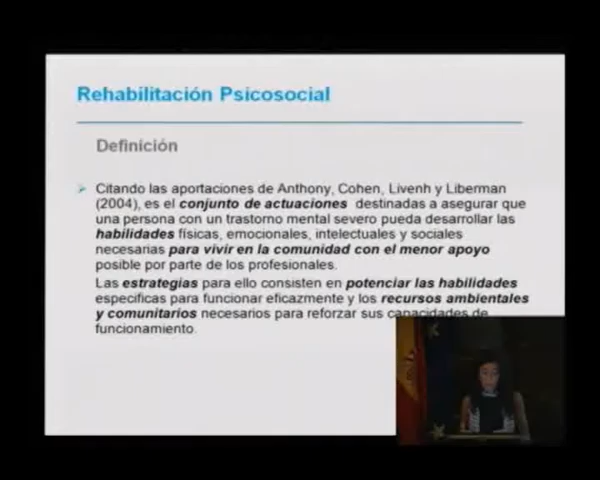 Rehabilitación Psicosocial
Definición
Citando las aportaciones de Anthony, Cohen, Livenh y Liberman
(2004), es el conjunto de actuaciones destinadas a asegurar que
una persona con un trastorno mental severo pueda desarrollar las
habilidades físicas, emocionales, intelectuales y sociales
necesarias para vivir en la comunidad con el menor apoyo
posible por parte de los profesionales.
Las estrategias para ello consisten en potenciar las habilidades
especificas para funcionar eficazmente y los recursos ambientales
y comunitarios necesarios para reforzar sus capacidades de
funcionamiento.